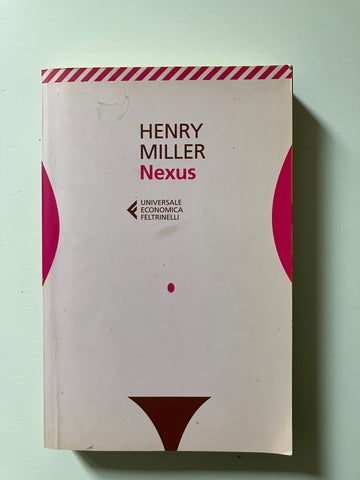 HENRY
MILLER
Nexus
UNIVERSALE
ECONOMICA
FELTRINELLI